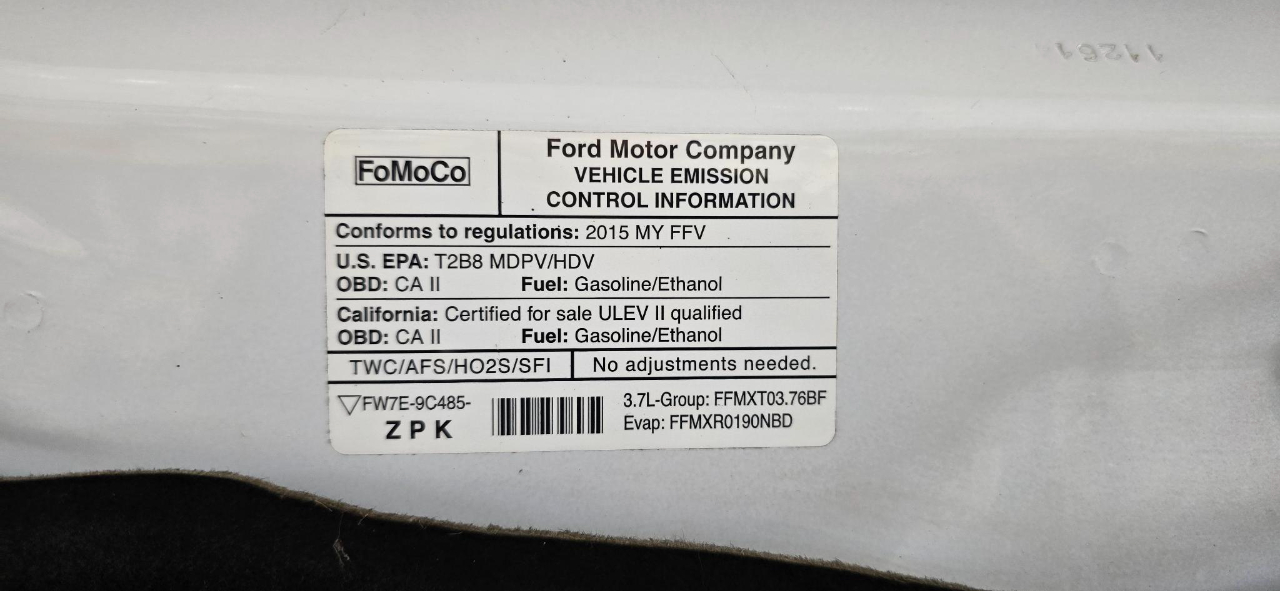 11261
FoMoCo
Ford Motor Company
VEHICLE EMISSION
CONTROL INFORMATION
Conforms to regulations: 2015 MY FFV
U.S. EPA: T2B8 MDPV/HDV
OBD: CA II Fuel: Gasoline/Ethanol
California: Certified for sale ULEV II qualified
OBD: CA II Fuel: Gasoline/Ethanol
TWC/AFS/HO2S/SFI No adjustments needed.
FW7E-9C485-
Z P K
3.7L-Group: FFMXT03.76BF
Evap: FFMXR0190NBD